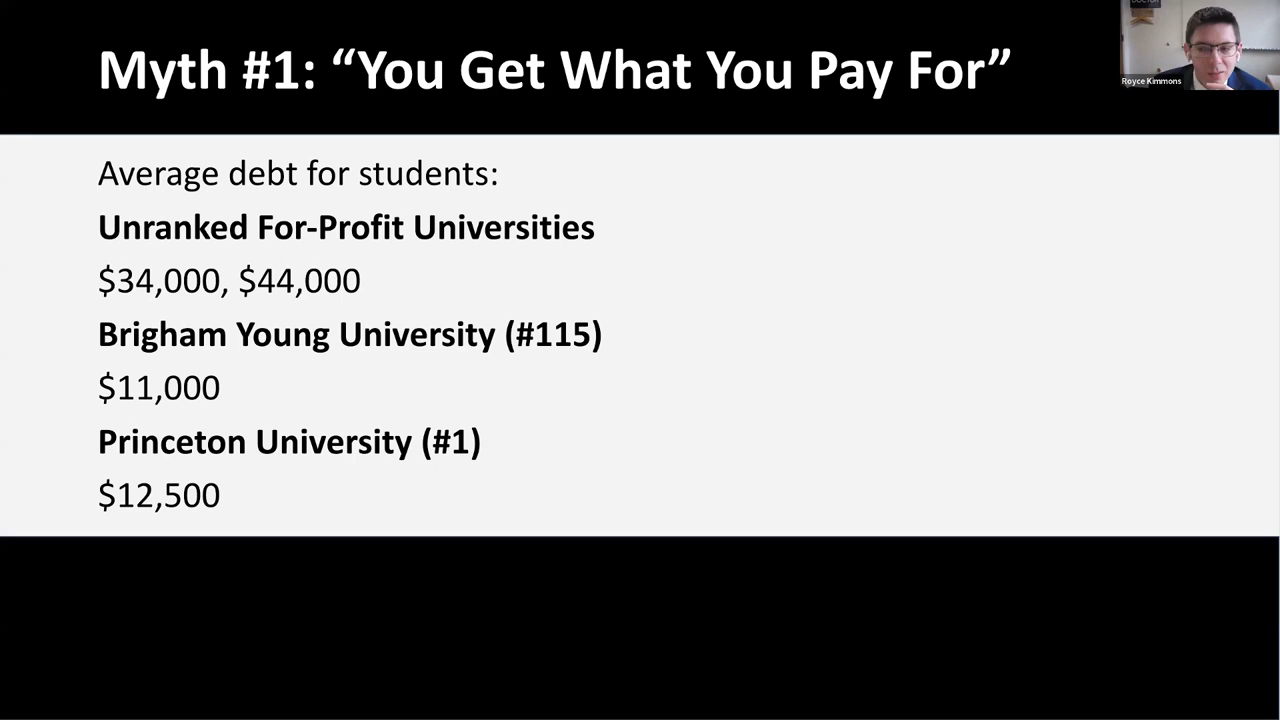 Myth #1: “You Get What You Pay For”
Royce Kimmons
Average debt for students:
Unranked For-Profit Universities
$34,000, $44,000
Brigham Young University (#115)
$11,000
Princeton University (#1)
$12,500